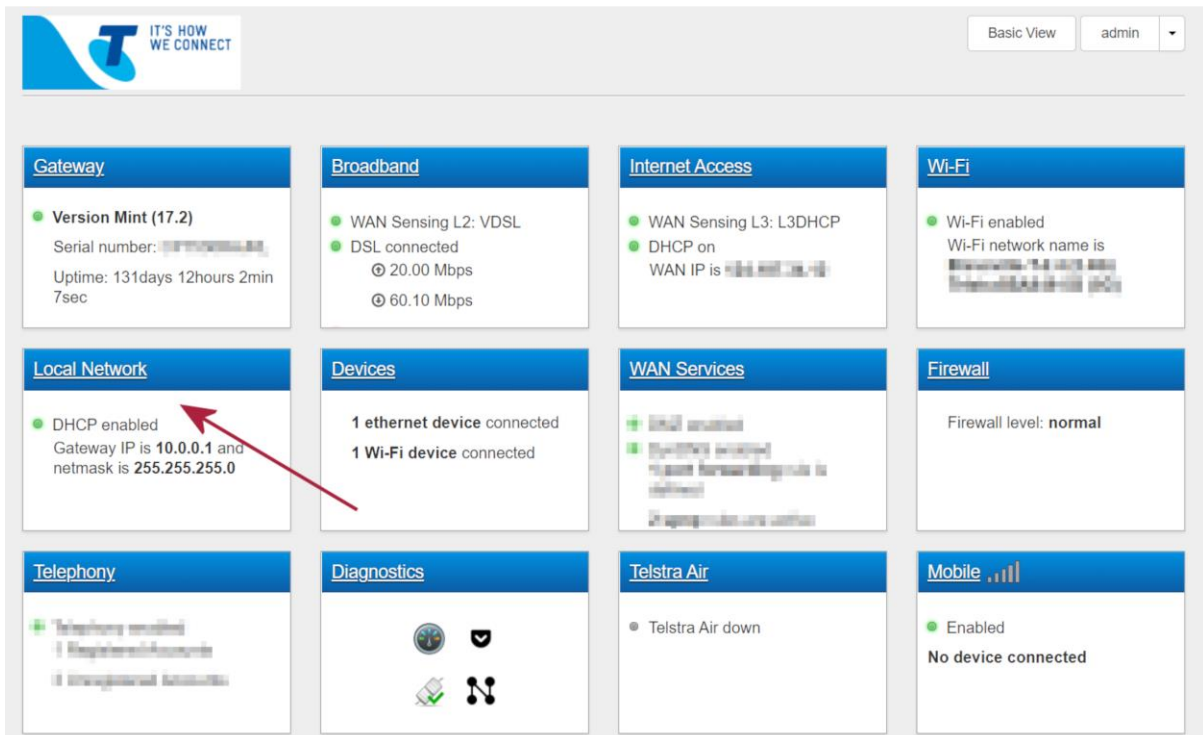 IT'S HOW
WE CONNECT
Basic View
admin
Gateway
Version Mint (17.2)
Serial number:
Uptime: 131days 12hours 2min
7sec
Broadband
WAN Sensing L2: VDSL
DSL connected
20.00 Mbps
60.10 Mbps
Internet Access
WAN Sensing L3: L3DHCP
DHCP on
WAN IP is
Wi-Fi
Wi-Fi enabled
Wi-Fi network name is
Local Network
DHCP enabled
Gateway IP is 10.0.0.1 and
netmask is 255.255.255.0
Devices
1 ethernet device connected
1 Wi-Fi device connected
WAN Services
Firewall
Firewall level: normal
Telephony
Diagnostics
Telstra Air
Telstra Air down
Mobile
Enabled
No device connected